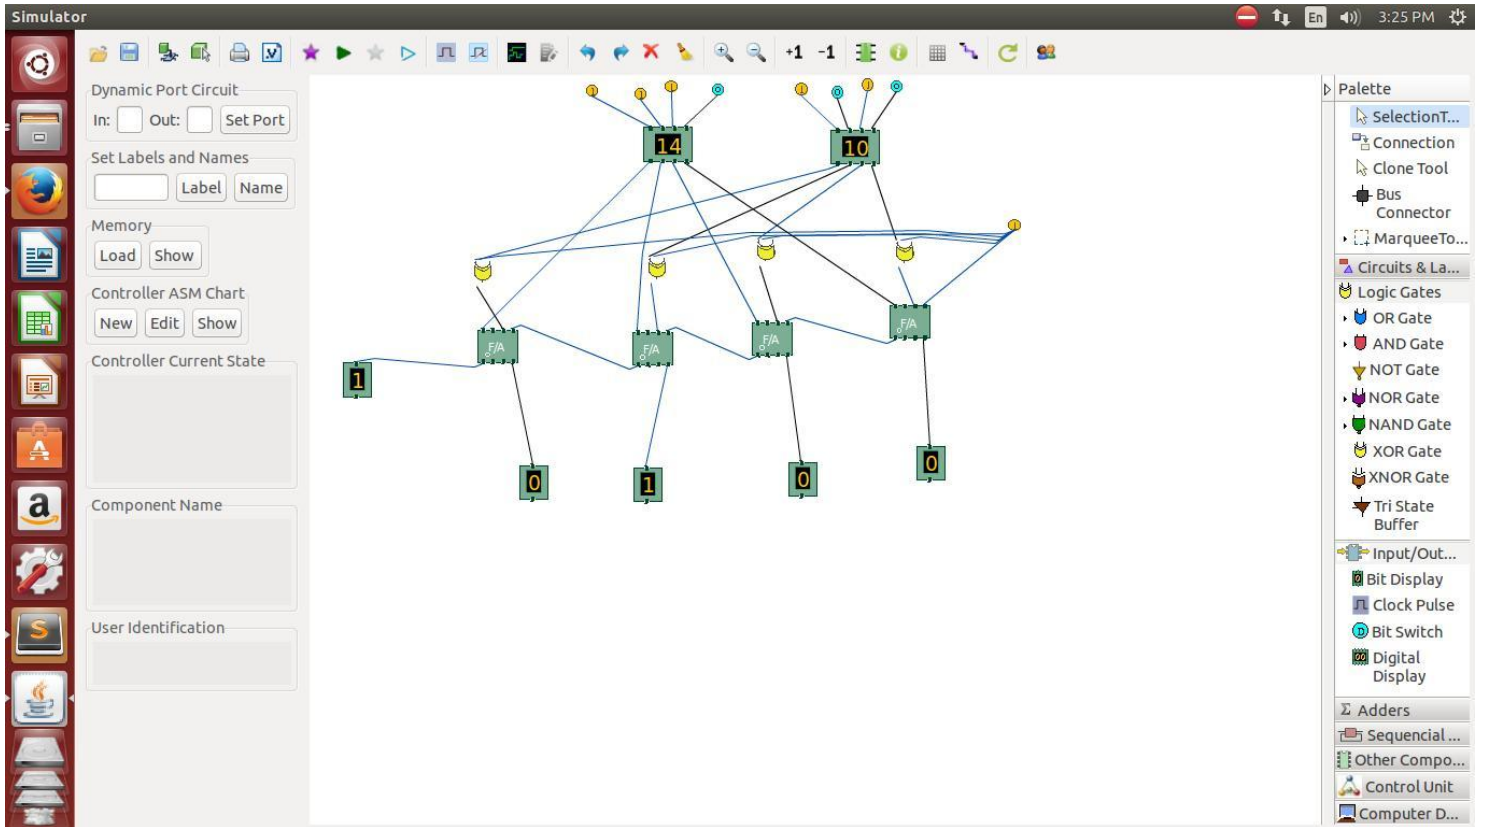 Simulator
En 3:25 PM
+1 -1
Dynamic Port Circuit
In: Out: Set Port
Set Labels and Names
Label Name
Memory
Load Show
Controller ASM Chart
New Edit Show
Controller Current State
Component Name
User Identification
14 10
F/A
F/A
F/A
F/A
1
0
1
0
0
Palette
SelectionT...
Connection
Clone Tool
Bus
Connector
MarqueeTo...
Circuits & La...
Logic Gates
OR Gate
AND Gate
NOT Gate
NOR Gate
NAND Gate
XOR Gate
XNOR Gate
Tri State
Buffer
Input/Out...
Bit Display
Clock Pulse
Bit Switch
Digital
Display
Σ Adders
Sequencial ...
Other Compo...
Control Unit
Computer D...